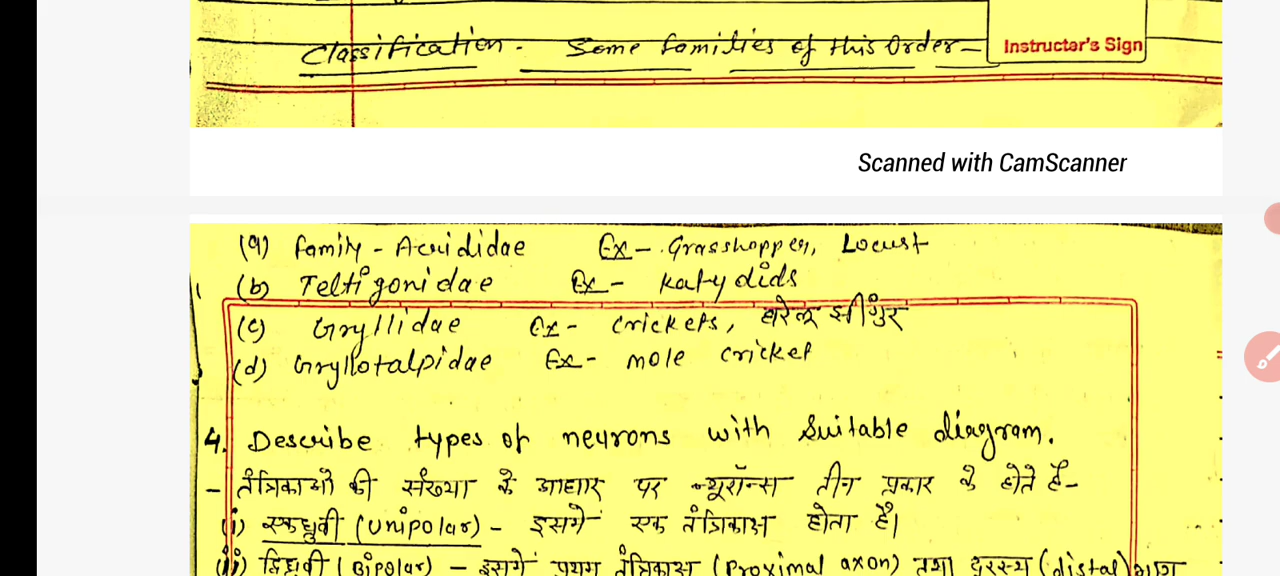 Classification - Some families of this Order -
Instructar's Sign
Scanned with CamScanner
(a) family - Acrididae Ex - Grasshopper, Locust
(b) Teltigonidae Ex - Katydids
(c) Gryllidae Ex - crickets, घरेलू झींगुर
(d) Gryllotalpidae Ex - mole cricket
4. Describe types of neurons with Suitable diagram.
- तंत्रिकाओं की संख्या के आधार पर न्यूरॉन्स तीन प्रकार के होते है -
(i) एकध्रुवी (Unipolar) - इसमें एक तंत्रिकाक्ष होता है।
(ii) द्विध्रुवी (Bipolar) - इसमें प्रथम तंत्रिकाक्ष (Proximal axon) तथा दूरस्थ (distal)